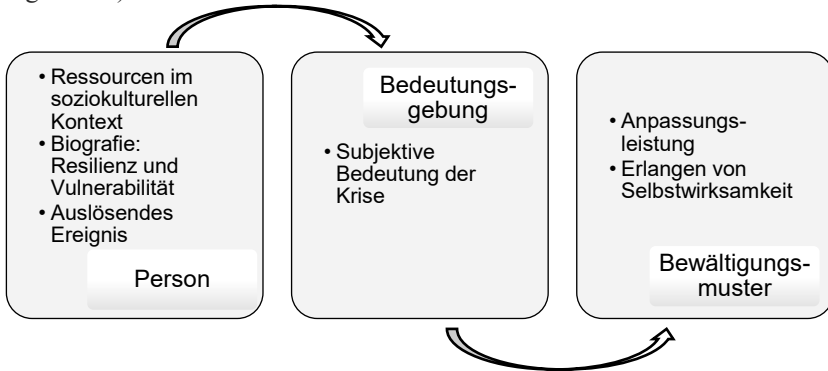 • Ressourcen im
soziokulturellen
Kontext
• Biografie:
Resilienz und
Vulnerabilität
• Auslösendes
Ereignis
Person
Bedeutungs-
gebung
• Subjektive
Bedeutung der
Krise
• Anpassungs-
leistung
• Erlangen von
Selbstwirksamkeit
Bewältigungs-
muster